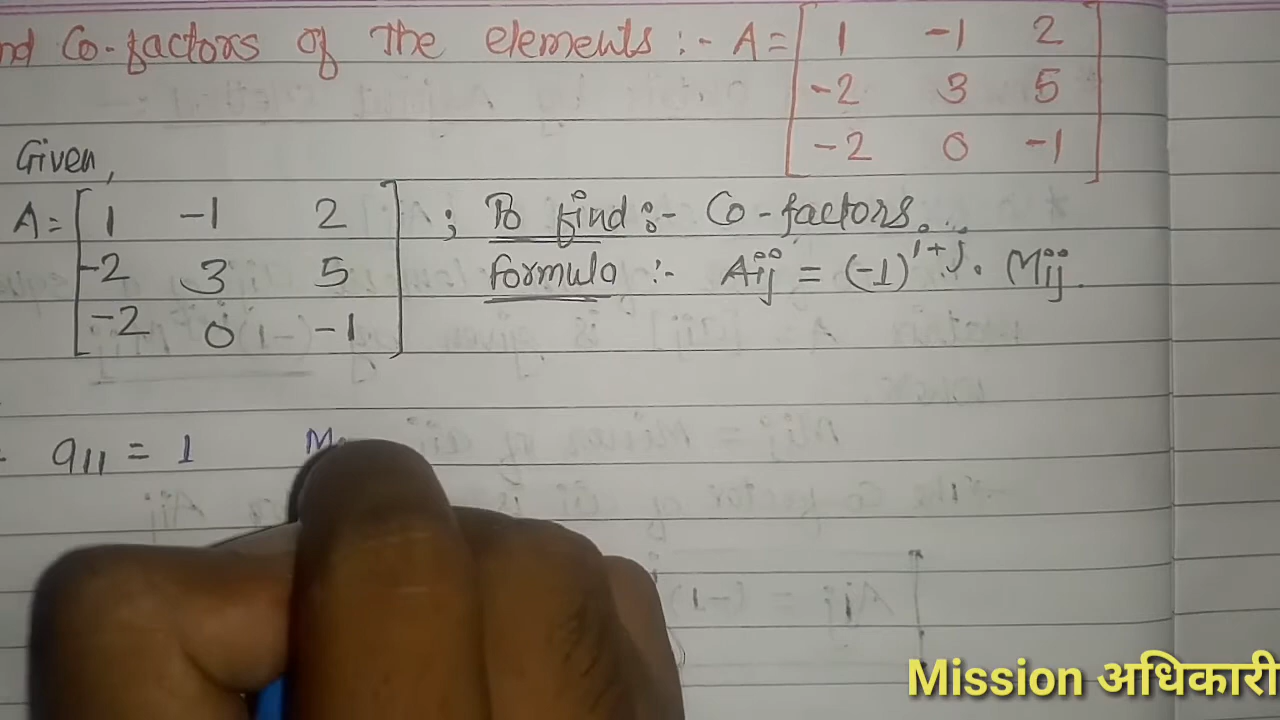 Co-factors of the elements :- A = [ 1 -1 2
-2 3 5
-2 0 -1 ]
Given,
A = [ 1 -1 2 ; To find :- Co-factors.
-2 3 5 formula :- Aij = (-1)^i+j . Mij.
-2 0 -1 ]
a11 = 1 M
Mission अधिकारी